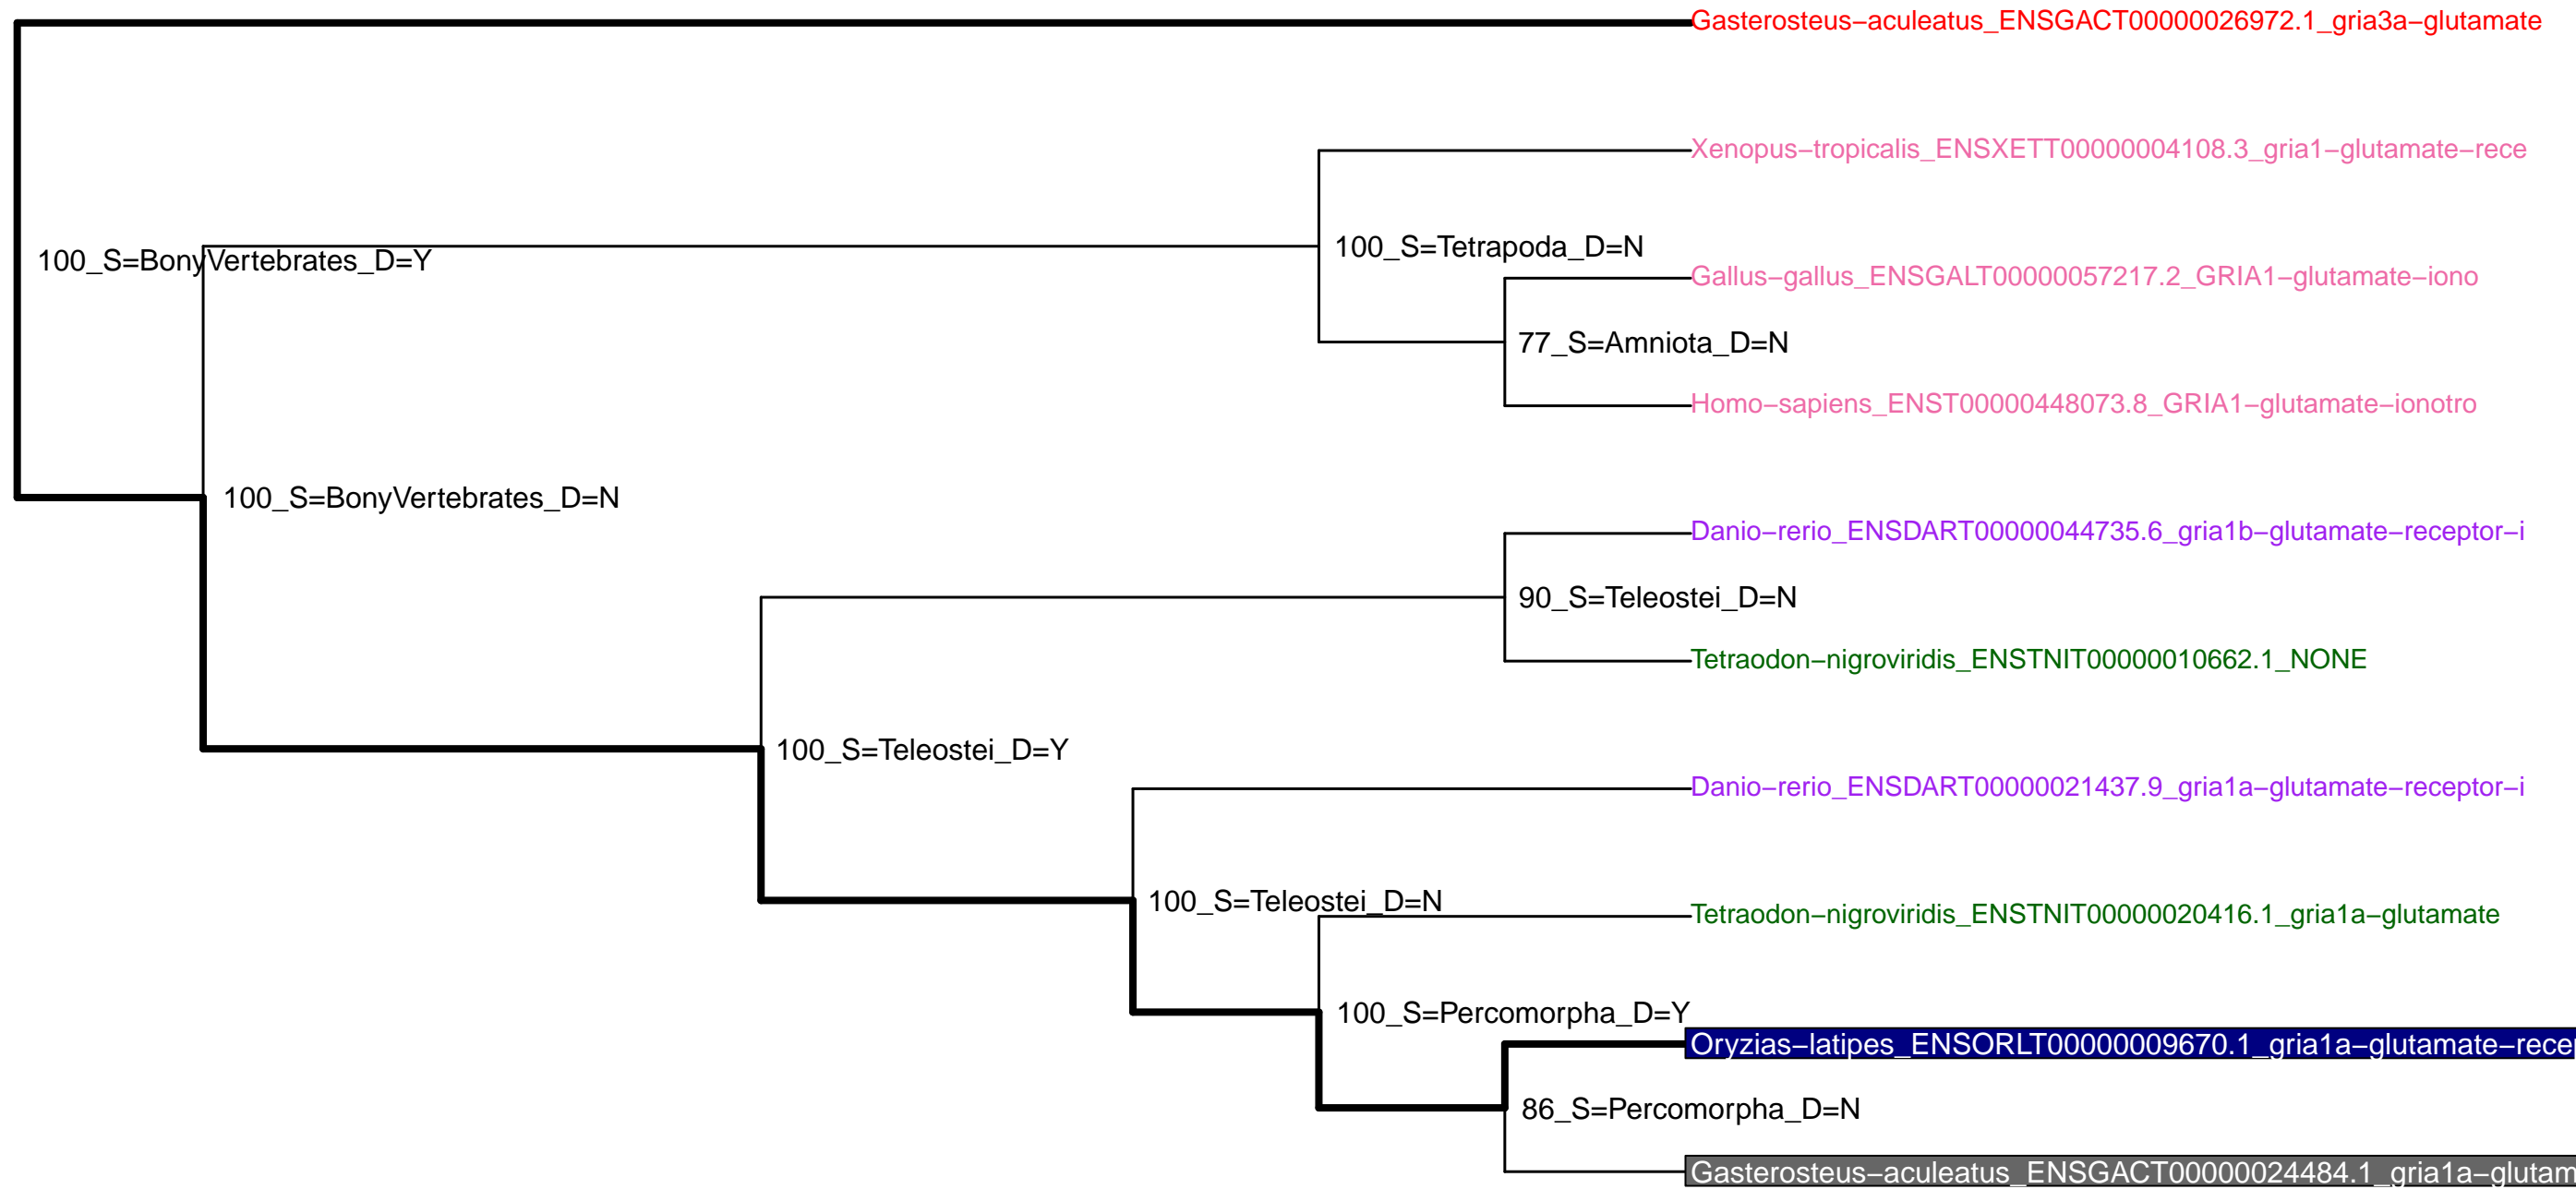 Gasterosteus−aculeatus_ENSGACT00000026972.1_gria3a−glutamate
Xenopus−tropicalis_ENSXETT00000004108.3_gria1−glutamate−rece
100_S=BonyVertebrates_D=Y
100_S=Tetrapoda_D=N
Gallus−gallus_ENSGALT00000057217.2_GRIA1−glutamate−iono
77_S=Amniota_D=N
Homo−sapiens_ENST00000448073.8_GRIA1−glutamate−ionotro
100_S=BonyVertebrates_D=N
Danio−rerio_ENSDART00000044735.6_gria1b−glutamate−receptor−i
90_S=Teleostei_D=N
Tetraodon−nigroviridis_ENSTNIT00000010662.1_NONE
100_S=Teleostei_D=Y
Danio−rerio_ENSDART00000021437.9_gria1a−glutamate−receptor−i
100_S=Teleostei_D=N
Tetraodon−nigroviridis_ENSTNIT00000020416.1_gria1a−glutamate
100_S=Percomorpha_D=Y
Oryzias−latipes_ENSORLT00000009670.1_gria1a−glutamate−recep
86_S=Percomorpha_D=N
Gasterosteus−aculeatus_ENSGACT00000024484.1_gria1a−glutam